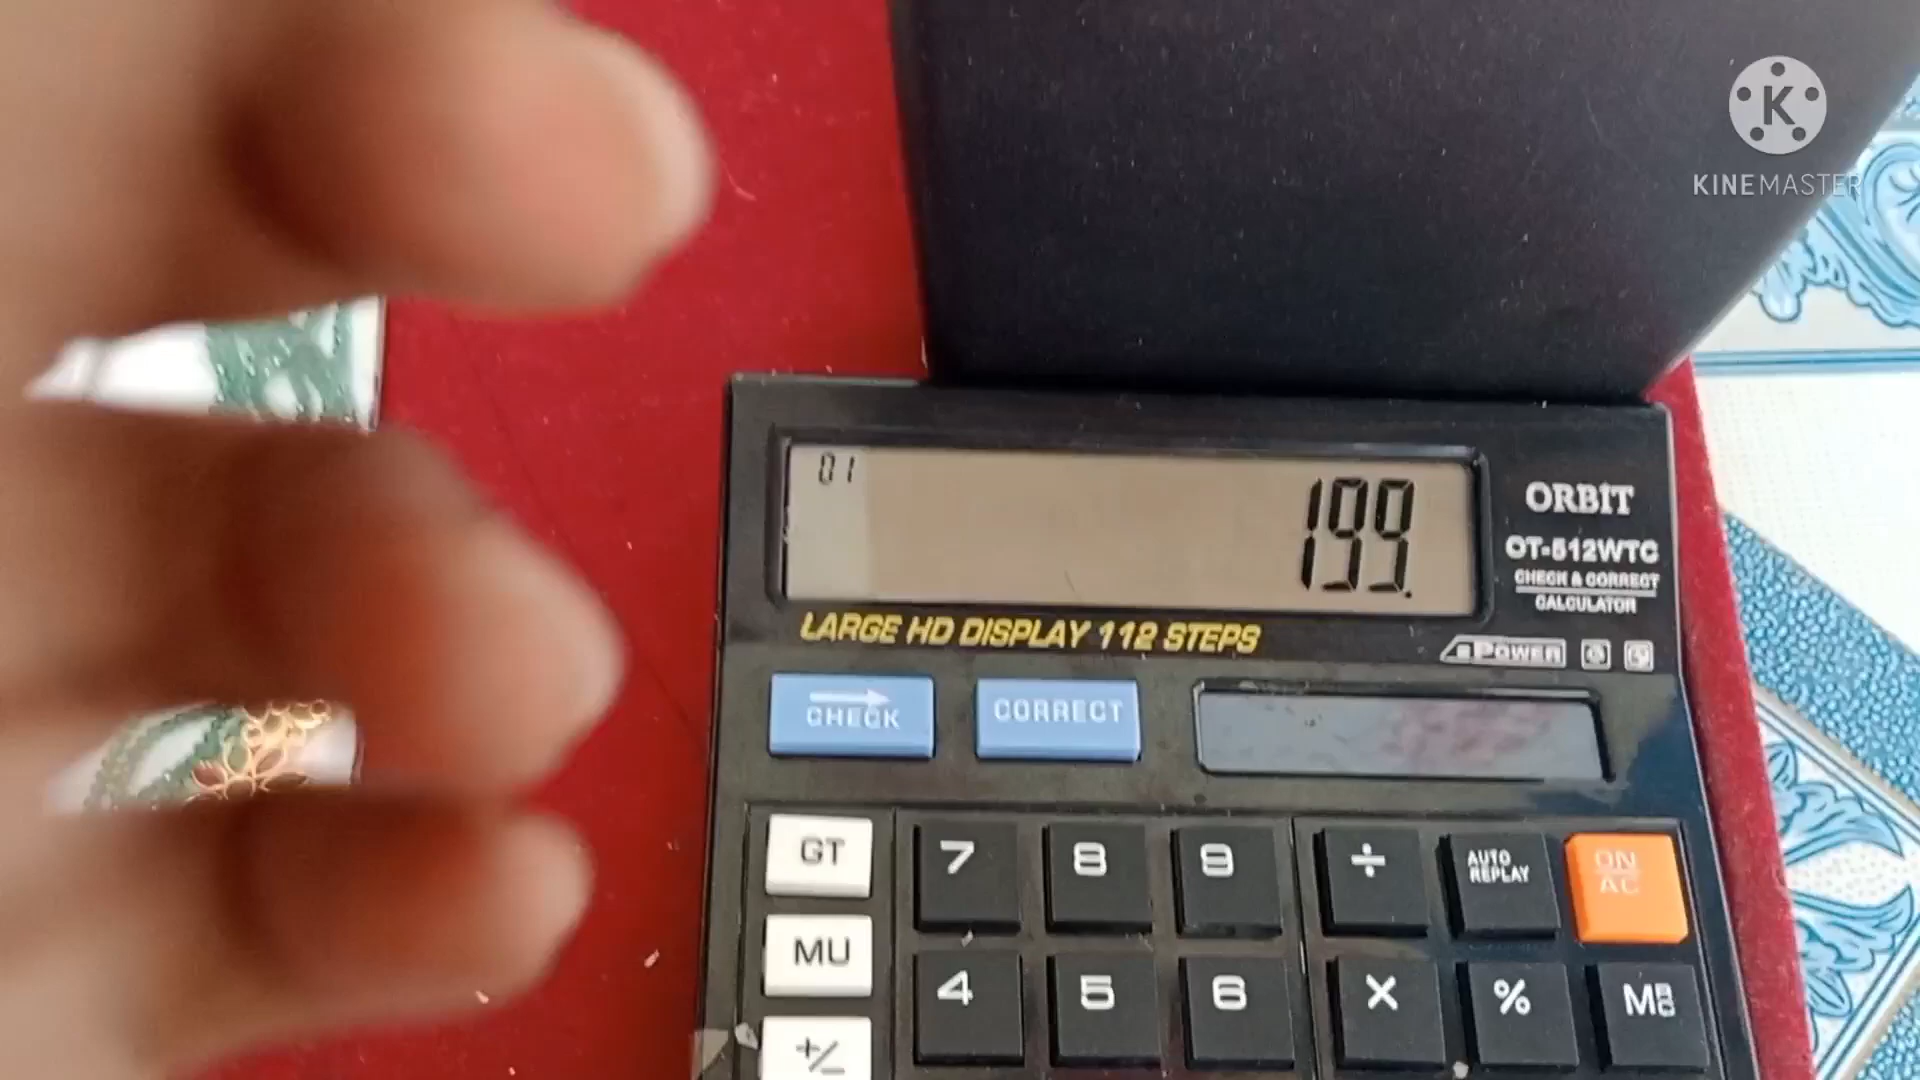 K
KINEMASTER
01
199.
ORBIT
OT-512WTC
CHECK & CORRECT
CALCULATOR
LARGE HD DISPLAY 112 STEPS
POWER
CHECK
CORRECT
GT
7
8
9
÷
AUTO
REPLAY
ON
AC
MU
4
5
6
X
%
+/-